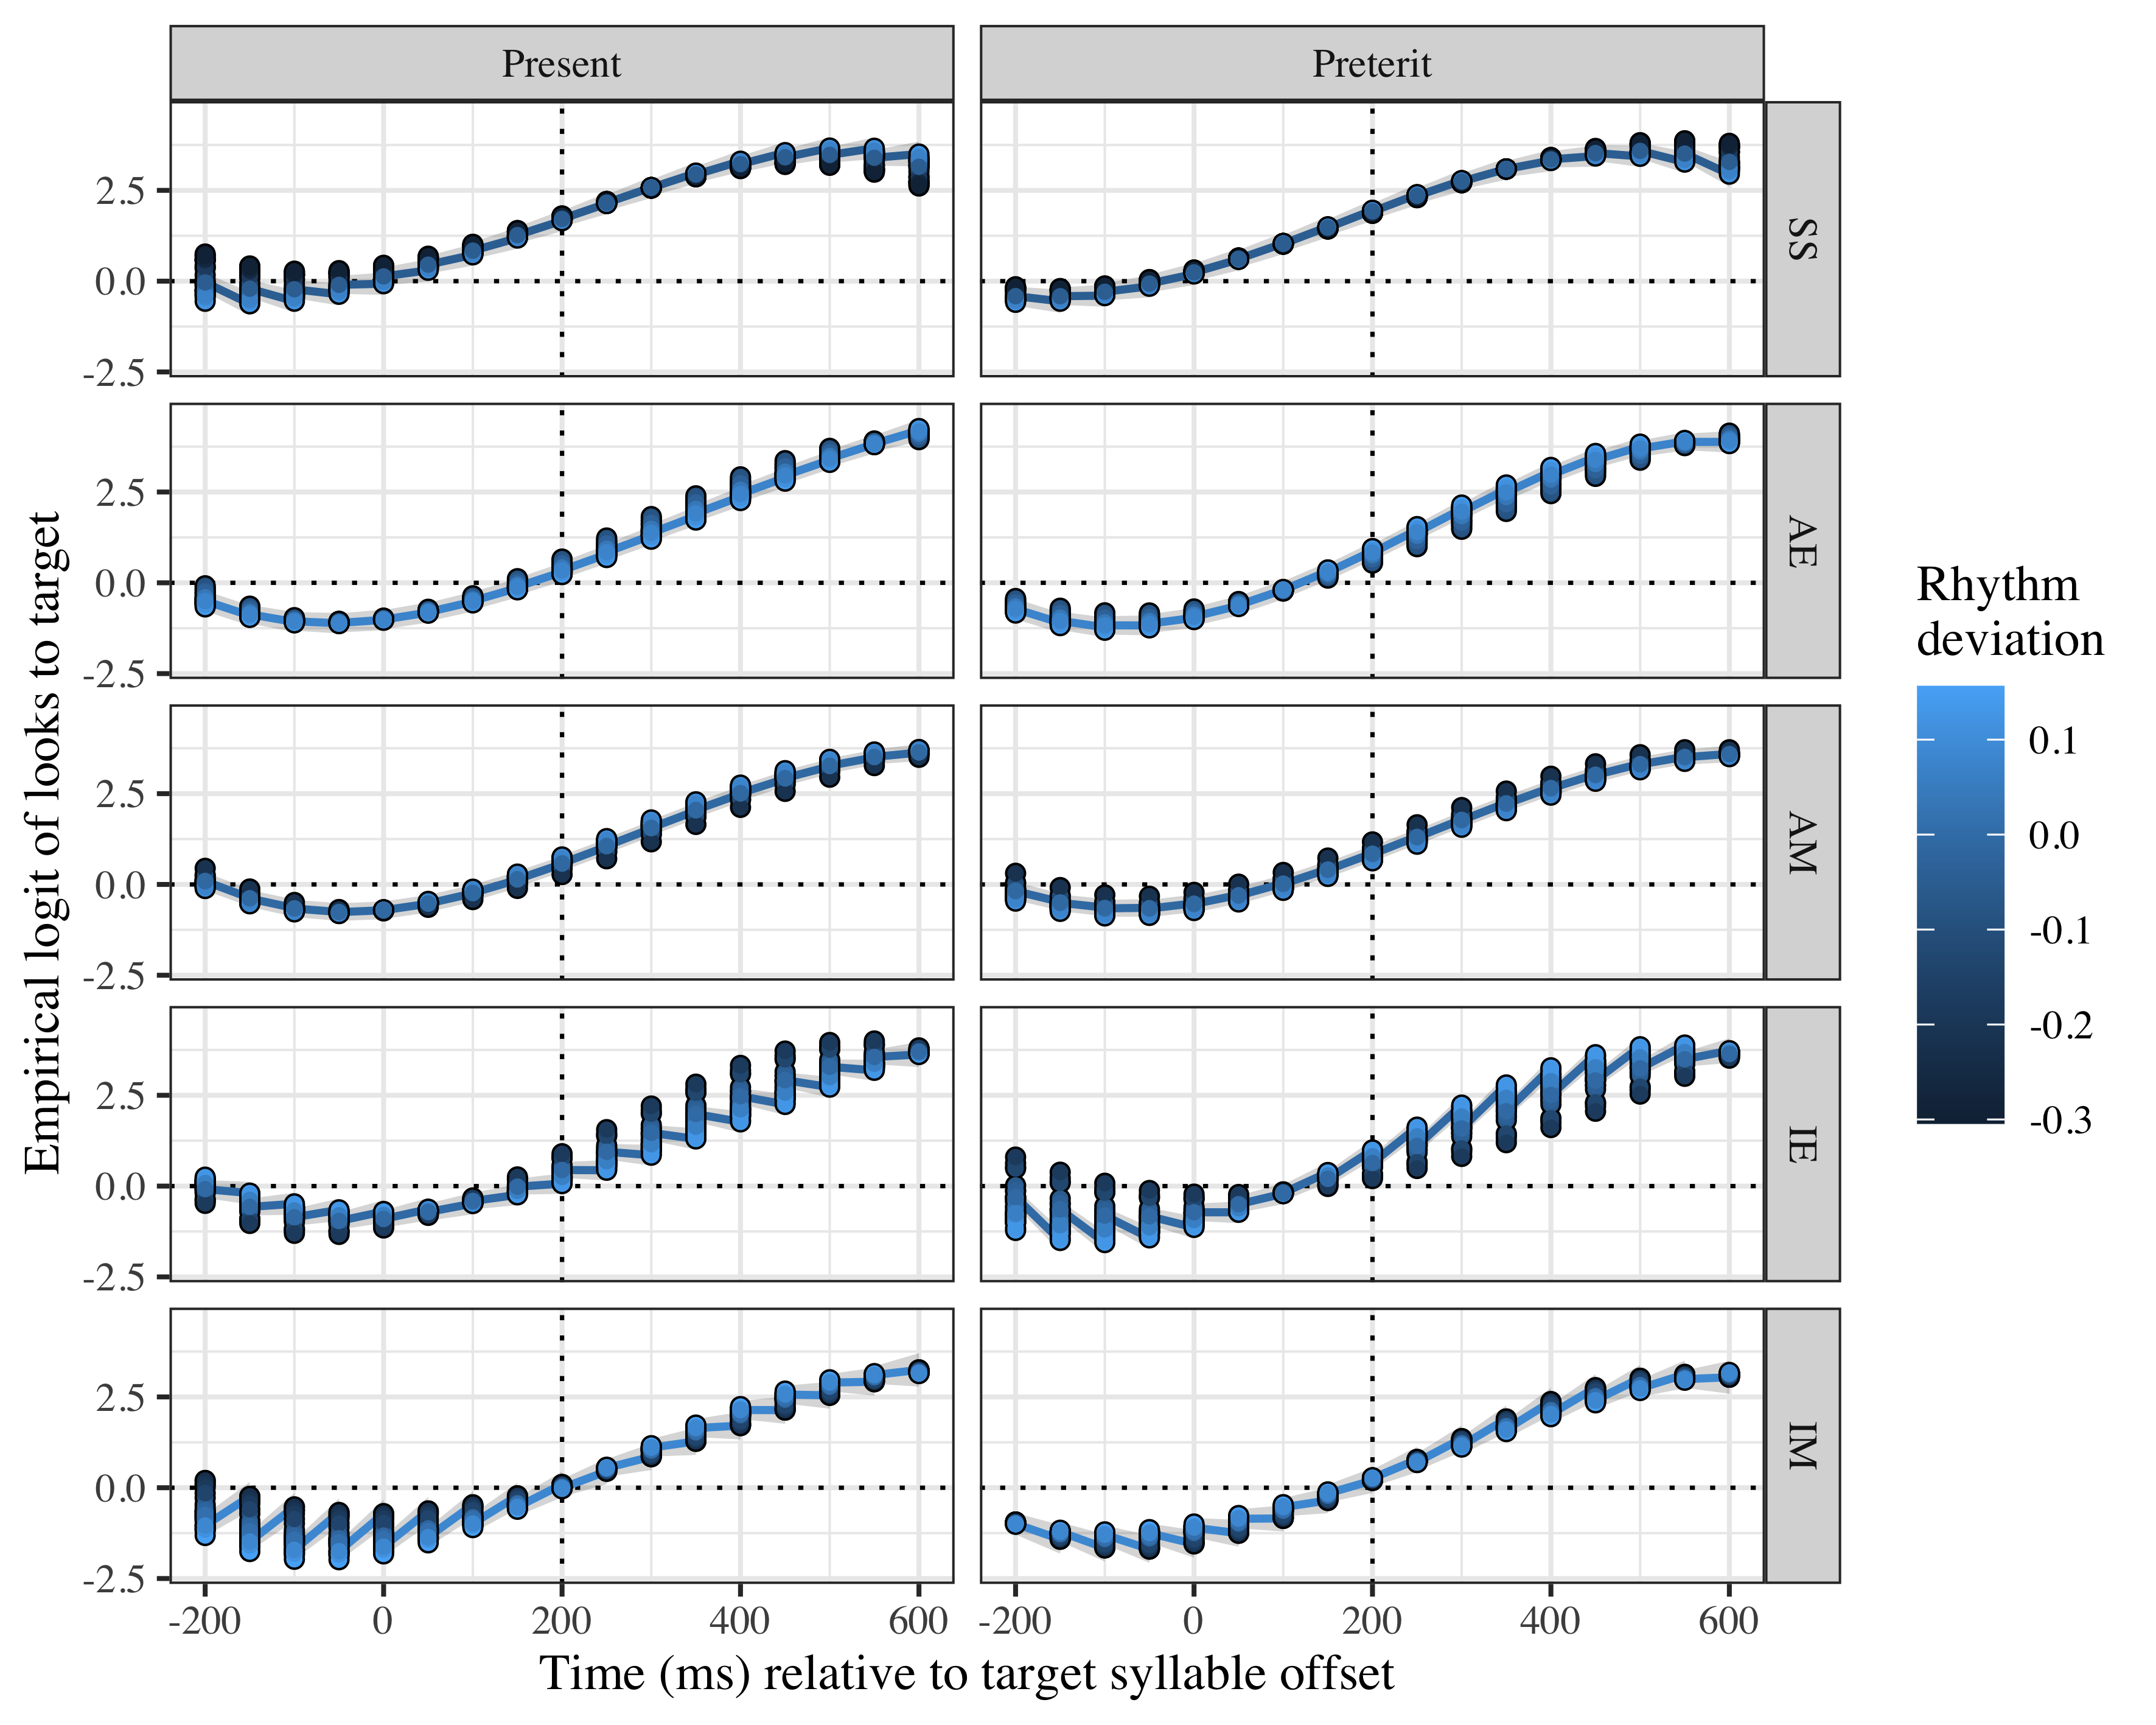 Present
Preterit
Empirical logit of looks to target
2.5
0.0
-2.5
SS
2.5
0.0
-2.5
AE
2.5
0.0
-2.5
AM
2.5
0.0
-2.5
IE
2.5
0.0
-2.5
IM
-200 0 200 400 600
-200 0 200 400 600
Time (ms) relative to target syllable offset
Rhythm
deviation
0.1
0.0
-0.1
-0.2
-0.3